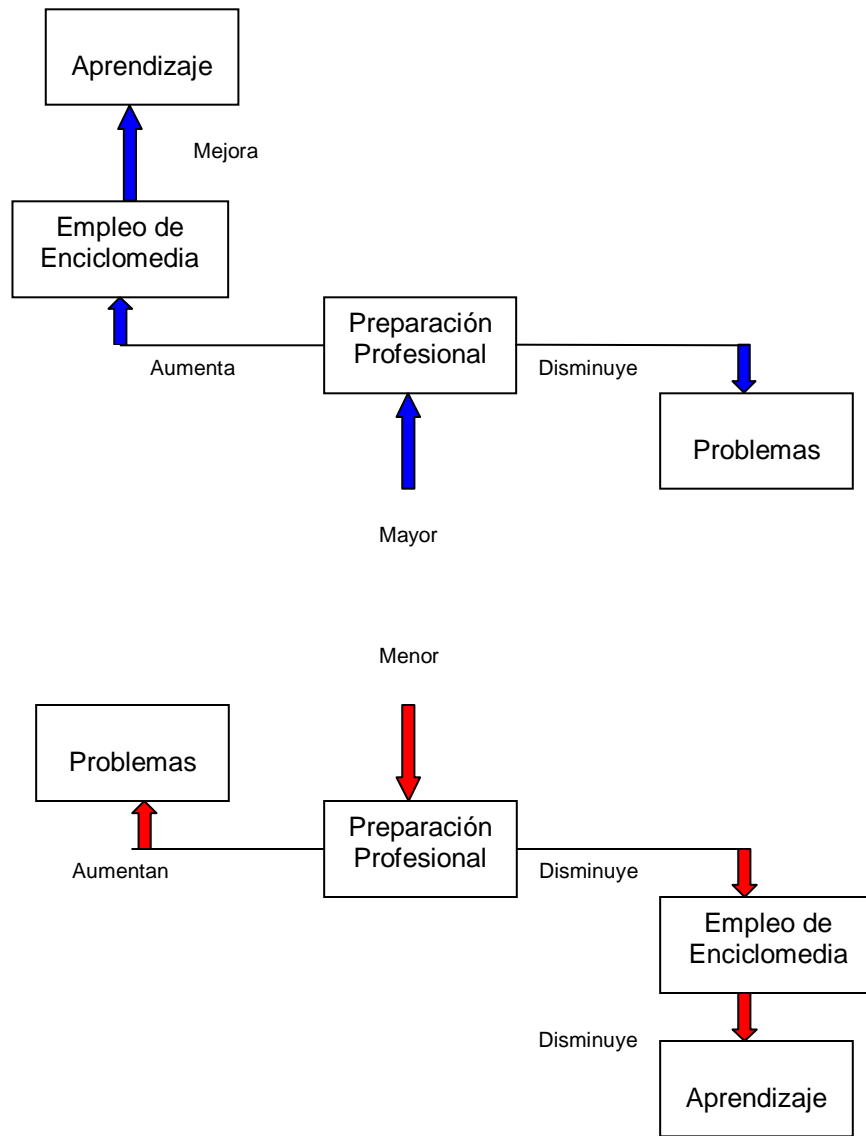 Aprendizaje
Mejora
Empleo de
Enciclomedia
Preparación
Profesional
Aumenta
Disminuye
Problemas
Mayor
Menor
Problemas
Preparación
Profesional
Aumentan
Disminuye
Empleo de
Enciclomedia
Disminuye
Aprendizaje